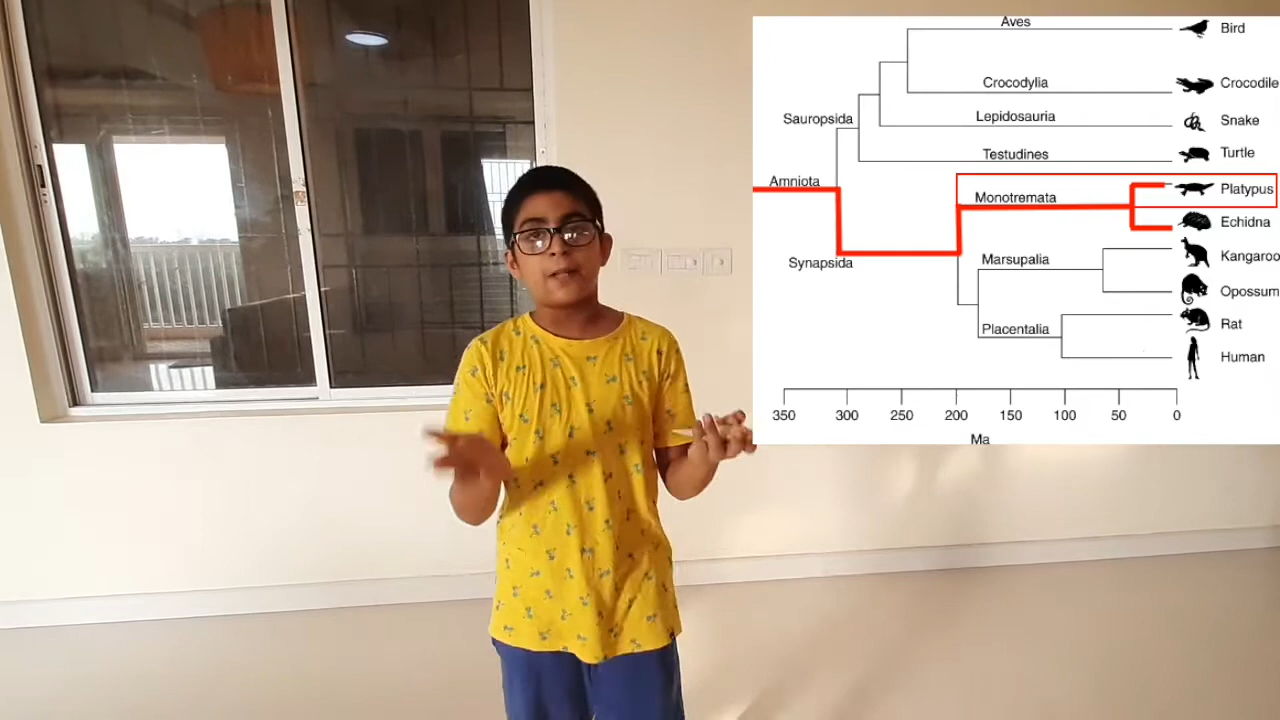 Aves
Bird
Crocodylia
Crocodile
Lepidosauria
Snake
Sauropsida
Testudines
Turtle
Amniota
Monotremata
Platypus
Echidna
Synapsida
Marsupalia
Kangaroo
Opossum
Placentalia
Rat
Human
350 300 250 200 150 100 50 0
Ma